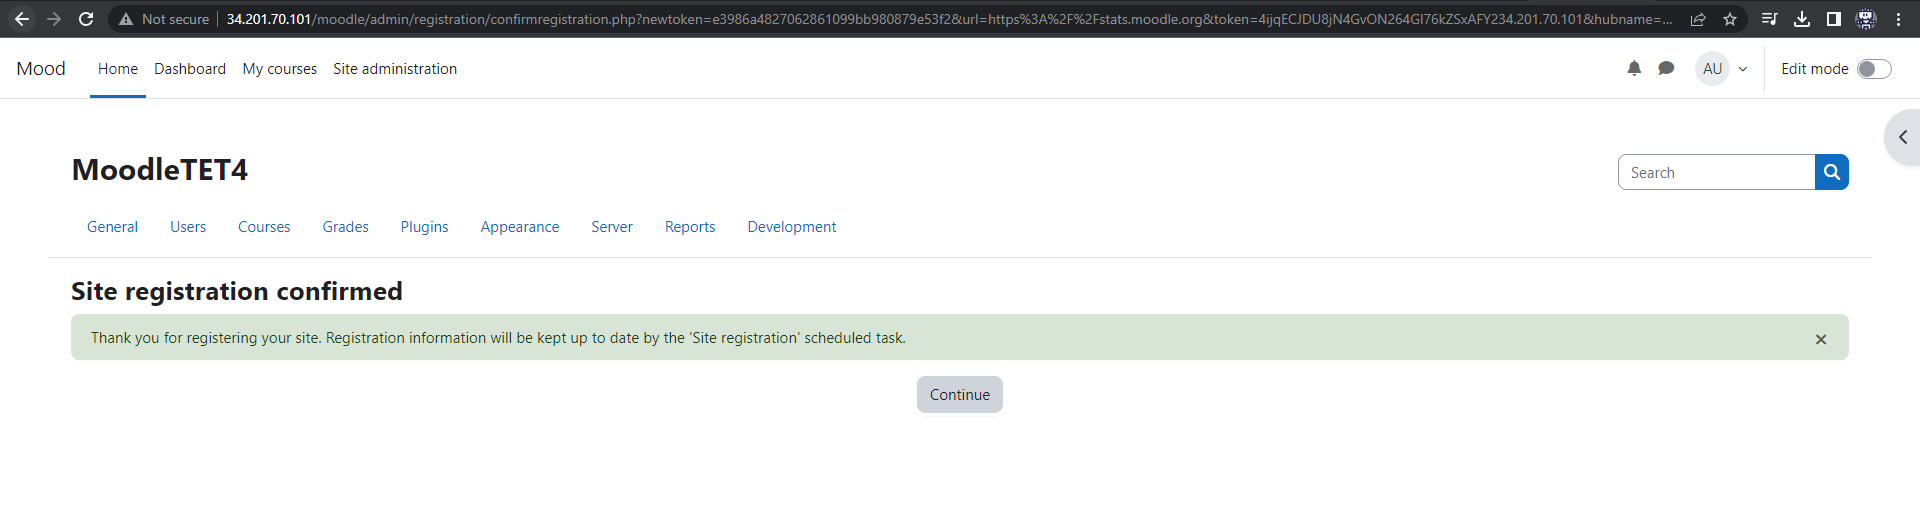 Not secure 34.201.70.101/moodle/admin/registration/confirmregistration.php?newtoken=e3986a4827062861099bb980879e53f2&url=https%3A%2F%2Fstats.moodle.org&token=4ijqECJDU8jN4GvON264GI76kZSxAFY234.201.70.101&hubname=...
Mood Home Dashboard My courses Site administration AU Edit mode
MoodleTET4
Search
General Users Courses Grades Plugins Appearance Server Reports Development
Site registration confirmed
Thank you for registering your site. Registration information will be kept up to date by the 'Site registration' scheduled task.
Continue